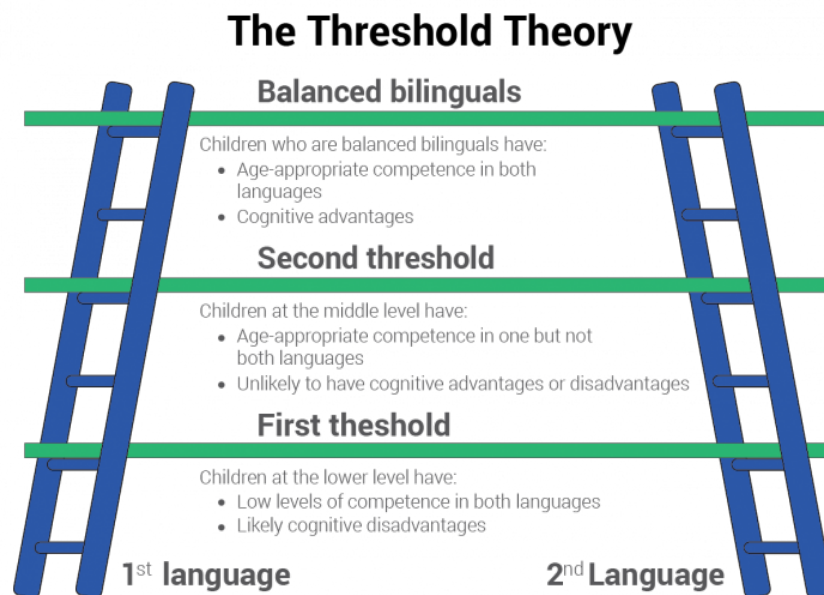 The Threshold Theory
Balanced bilinguals
Children who are balanced bilinguals have:
• Age-appropriate competence in both
languages
• Cognitive advantages
Second threshold
Children at the middle level have:
• Age-appropriate competence in one but not
both languages
• Unlikely to have cognitive advantages or disadvantages
First theshold
Children at the lower level have:
• Low levels of competence in both languages
• Likely cognitive disadvantages
1st language
2nd Language